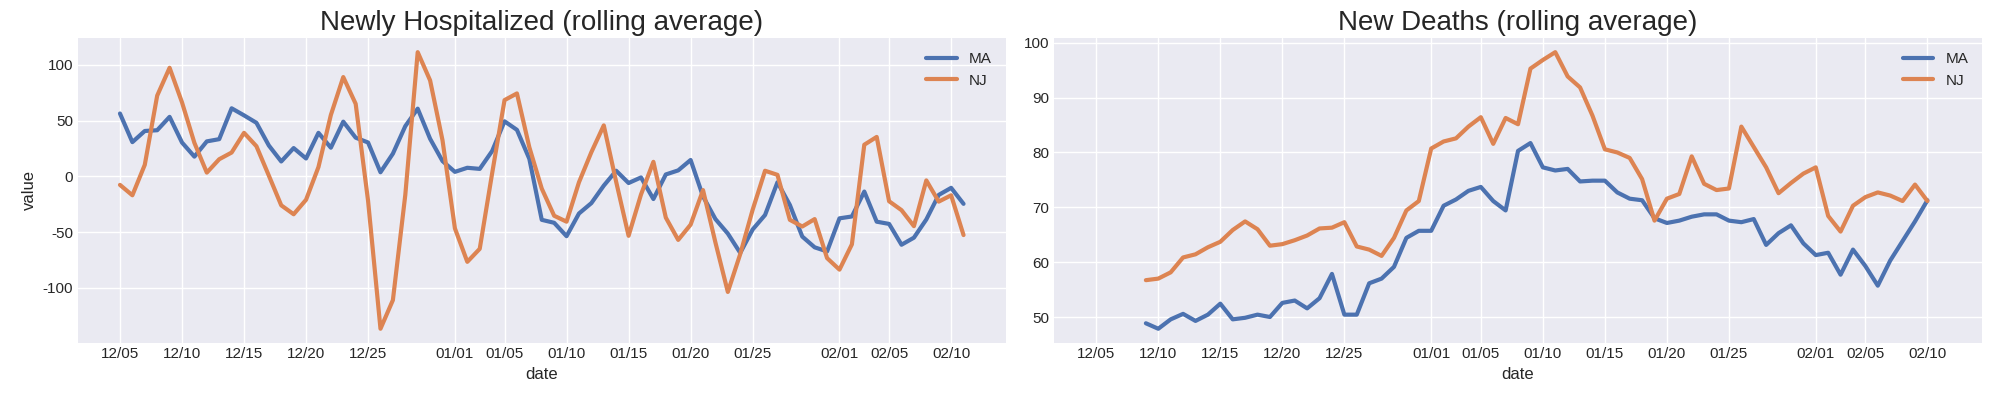 Newly Hospitalized (rolling average)
MA
NJ
100
50
0
-50
-100
value
12/05 12/10 12/15 12/20 12/25 01/01 01/05 01/10 01/15 01/20 01/25 02/01 02/05 02/10
date
New Deaths (rolling average)
MA
NJ
100
90
80
70
60
50
12/05 12/10 12/15 12/20 12/25 01/01 01/05 01/10 01/15 01/20 01/25 02/01 02/05 02/10
date